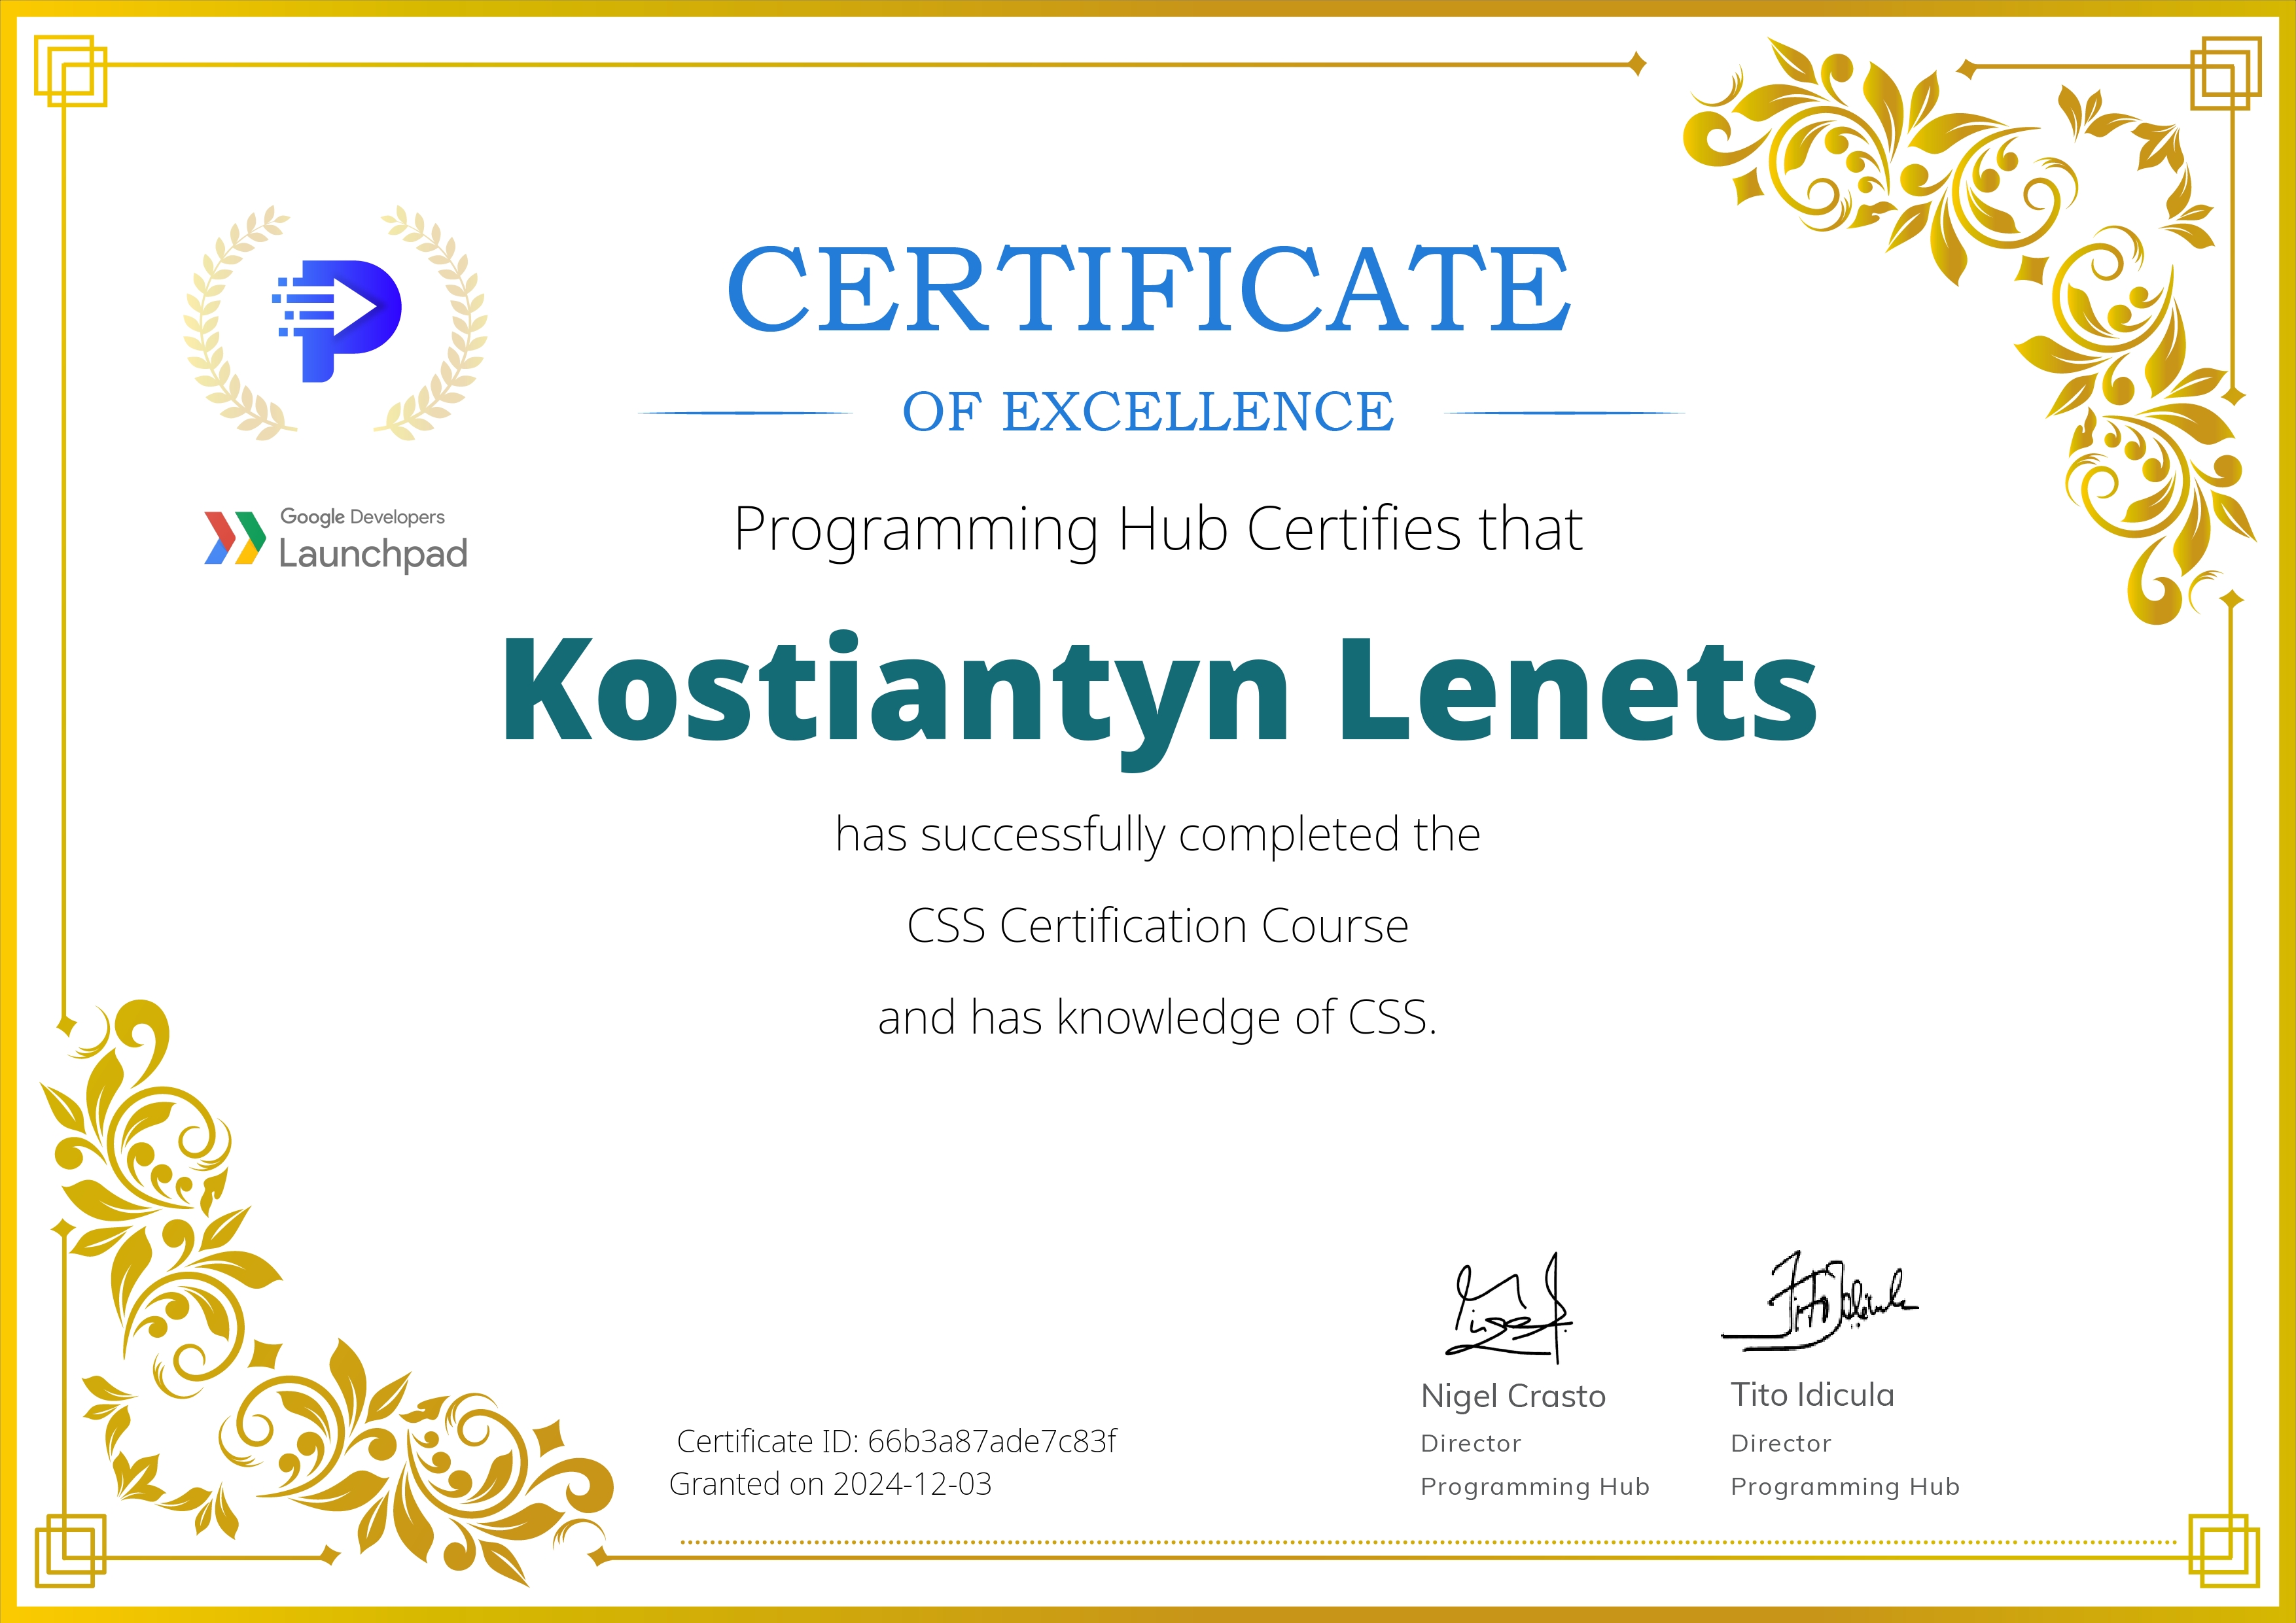 CERTIFICATE
OF EXCELLENCE
Google Developers
Launchpad
Programming Hub Certifies that
Kostiantyn Lenets
has successfully completed the
CSS Certification Course
and has knowledge of CSS.
Certificate ID: 66b3a87ade7c83f
Granted on 2024-12-03
Nigel Crasto
Director
Programming Hub
Tito Idicula
Tito Idicula
Director
Programming Hub